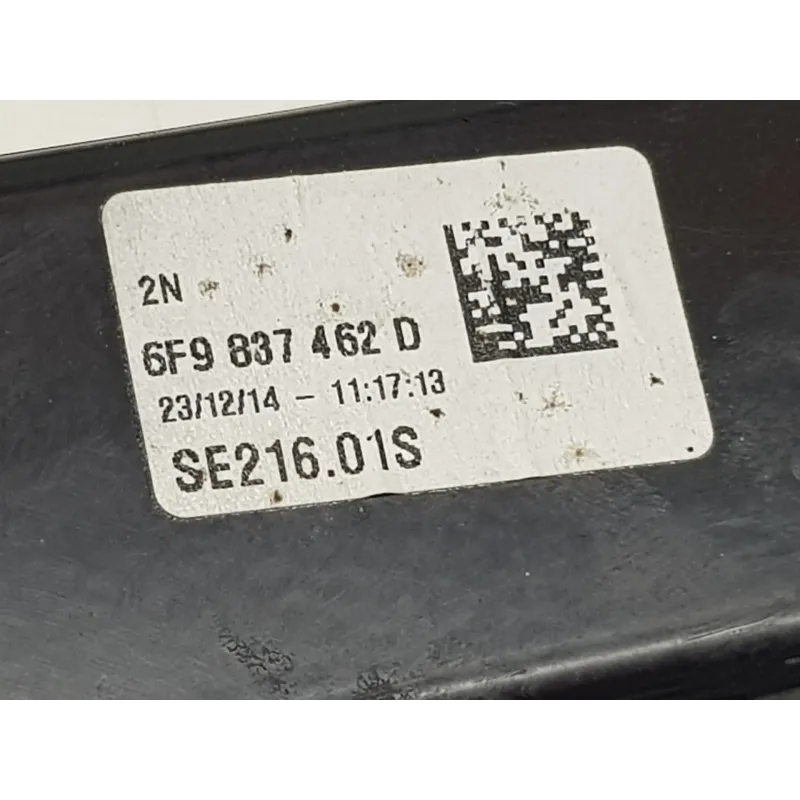 2N
6F9 837 462 D
23/12/14 - 11:17:13
SE216.01S